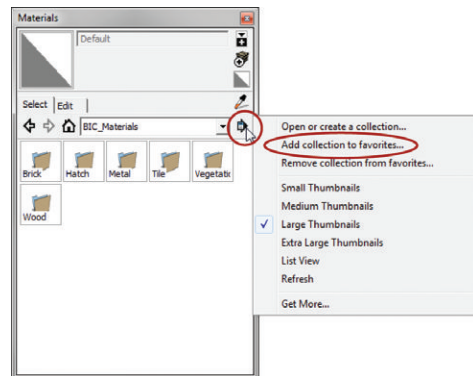 Materials
Default
Select
Edit
BIC_Materials
Brick
Hatch
Metal
Tile
Vegetatic
Wood
Open or create a collection...
Add collection to favorites...
Remove collection from favorites...
Small Thumbnails
Medium Thumbnails
Large Thumbnails
Extra Large Thumbnails
List View
Refresh
Get More...